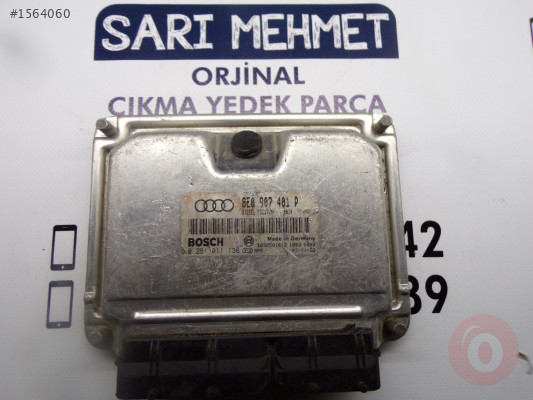 #1564060
SARI MEHMET
ORJİNAL
ÇIKMA YEDEK PARÇA
8E0 907 401 P
BOSCH
Made in Germany
0 281 011 136
42
39